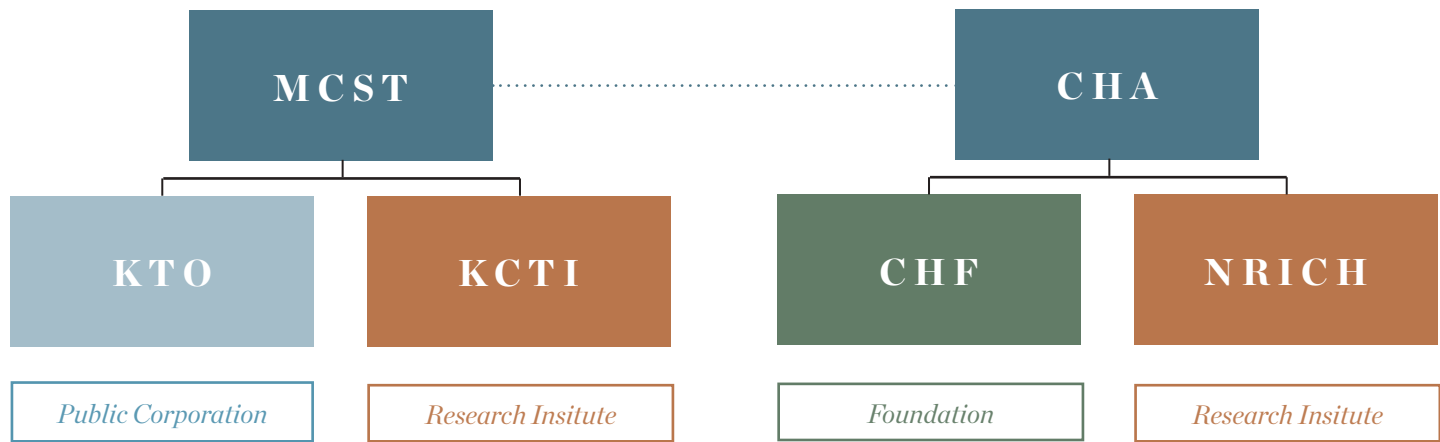 MCST
CHA
KTO
KCTI
CHF
NRICH
Public Corporation
Research Insitute
Foundation
Research Insitute